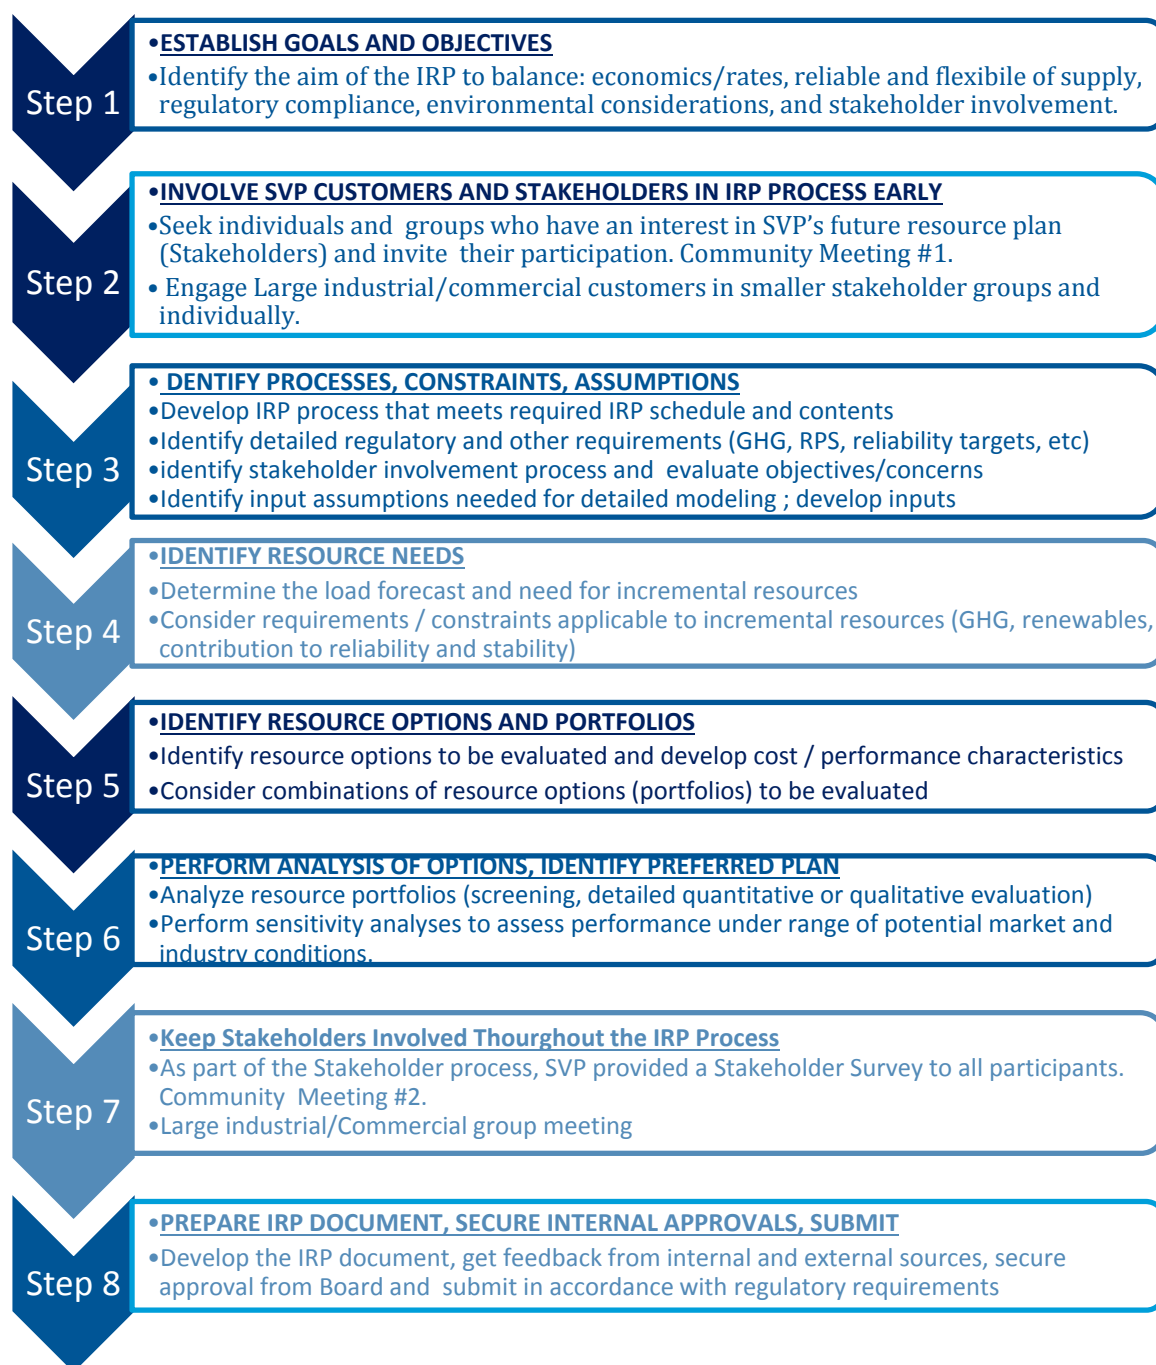 •ESTABLISH GOALS AND OBJECTIVES
•Identify the aim of the IRP to balance: economics/rates, reliable and flexibile of supply,
regulatory compliance, environmental considerations, and stakeholder involvement.
Step 1
•INVOLVE SVP CUSTOMERS AND STAKEHOLDERS IN IRP PROCESS EARLY
•Seek individuals and groups who have an interest in SVP's future resource plan
(Stakeholders) and invite their participation. Community Meeting #1.
• Engage Large industrial/commercial customers in smaller stakeholder groups and
individually.
Step 2
• DENTIFY PROCESSES, CONSTRAINTS, ASSUMPTIONS
•Develop IRP process that meets required IRP schedule and contents
•Identify detailed regulatory and other requirements (GHG, RPS, reliability targets, etc)
•identify stakeholder involvement process and evaluate objectives/concerns
•Identify input assumptions needed for detailed modeling ; develop inputs
Step 3
•IDENTIFY RESOURCE NEEDS
•Determine the load forecast and need for incremental resources
•Consider requirements / constraints applicable to incremental resources (GHG, renewables,
contribution to reliability and stability)
Step 4
•IDENTIFY RESOURCE OPTIONS AND PORTFOLIOS
•Identify resource options to be evaluated and develop cost / performance characteristics
•Consider combinations of resource options (portfolios) to be evaluated
Step 5
•PERFORM ANALYSIS OF OPTIONS, IDENTIFY PREFERRED PLAN
•Analyze resource portfolios (screening, detailed quantitative or qualitative evaluation)
•Perform sensitivity analyses to assess performance under range of potential market and
industry conditions.
Step 6
•Keep Stakeholders Involved Thourghout the IRP Process
•As part of the Stakeholder process, SVP provided a Stakeholder Survey to all participants.
Community Meeting #2.
•Large industrial/Commercial group meeting
Step 7
•PREPARE IRP DOCUMENT, SECURE INTERNAL APPROVALS, SUBMIT
•Develop the IRP document, get feedback from internal and external sources, secure
approval from Board and submit in accordance with regulatory requirements
Step 8